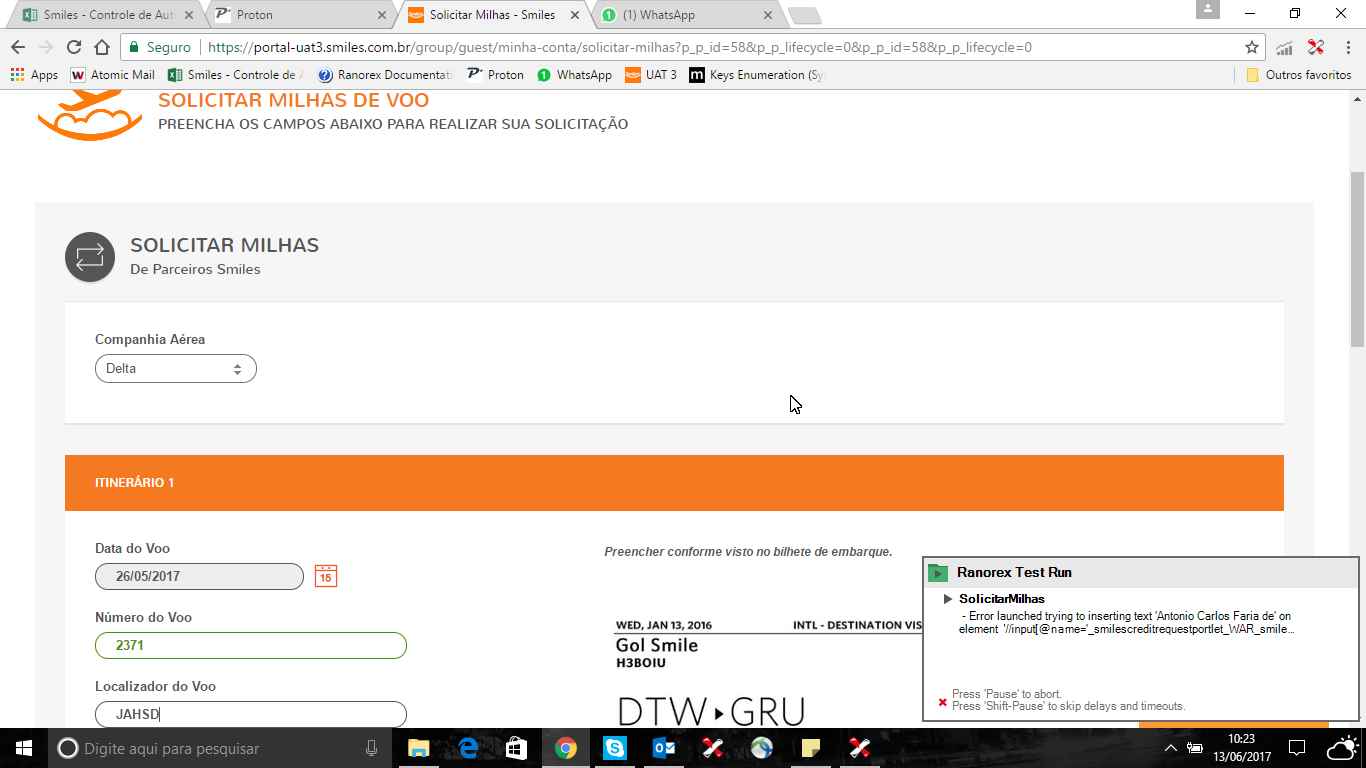 Smiles - Controle de Aut
Proton
Solicitar Milhas - Smiles
(1) WhatsApp
Seguro
https://portal-uat3.smiles.com.br/group/guest/minha-conta/solicitar-milhas?p_p_id=58&p_p_lifecycle=0&p_p_id=58&p_p_lifecycle=0
Apps
Atomic Mail
Smiles - Controle de A
Ranorex Documentati
Proton
WhatsApp
UAT 3
Keys Enumeration (Sy
Outros favoritos
SOLICITAR MILHAS DE VOO
PREENCHA OS CAMPOS ABAIXO PARA REALIZAR SUA SOLICITAÇÃO
SOLICITAR MILHAS
De Parceiros Smiles
Companhia Aérea
Delta
ITINERÁRIO 1
Data do Voo
26/05/2017
15
Número do Voo
2371
Localizador do Voo
JAHSD
Preencher conforme visto no bilhete de embarque.
WED, JAN 13, 2016
INTL - DESTINATION VIS
Gol Smile
H3BOIU
DTW GRU
Ranorex Test Run
SolicitarMilhas
- Error launched trying to inserting text 'Antonio Carlos Faria de' on
element '//input[@name='_smilescreditrequestportlet_WAR_smile...
Press 'Pause' to abort.
Press 'Shift-Pause' to skip delays and timeouts.
Digite aqui para pesquisar
10:23
13/06/2017